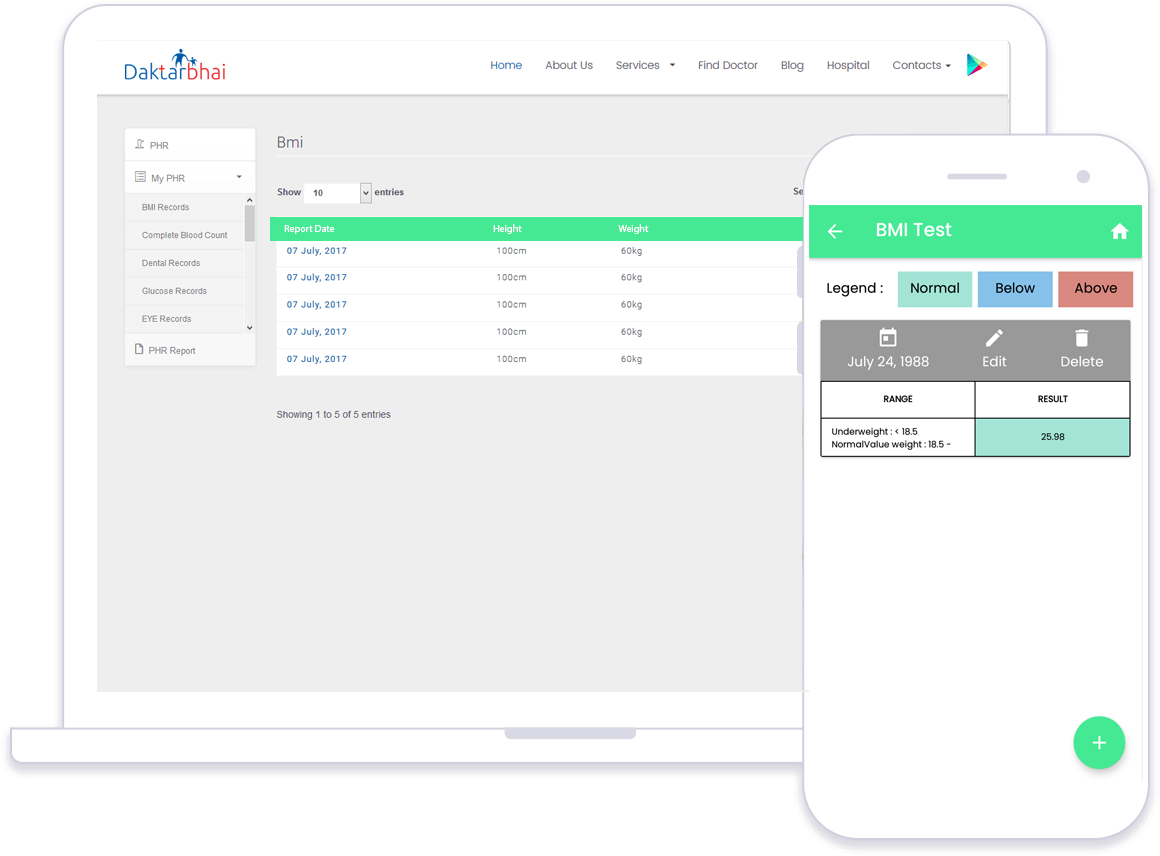 Daktarbhai
Home About Us Services Find Doctor Blog Hospital Contacts
PHR
My PHR
BMI Records
Complete Blood Count
Dental Records
Glucose Records
EYE Records
PHR Report
Bmi
Show 10 entries
Se
Report Date Height Weight
07 July, 2017 100cm 60kg
07 July, 2017 100cm 60kg
07 July, 2017 100cm 60kg
07 July, 2017 100cm 60kg
07 July, 2017 100cm 60kg
Showing 1 to 5 of 5 entries
BMI Test
Legend : Normal Below Above
July 24, 1988 Edit Delete
RANGE RESULT
Underweight : < 18.5
NormalValue weight : 18.5 -
25.98